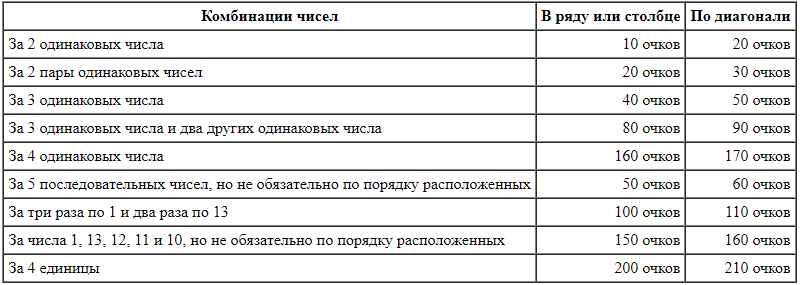 Комбинации чисел В ряду или столбце По диагонали
За 2 одинаковых числа 10 очков 20 очков
За 2 пары одинаковых чисел 20 очков 30 очков
За 3 одинаковых числа 40 очков 50 очков
За 3 одинаковых числа и два других одинаковых числа 80 очков 90 очков
За 4 одинаковых числа 160 очков 170 очков
За 5 последовательных чисел, но не обязательно по порядку расположенных 50 очков 60 очков
За три раза по 1 и два раза по 13 100 очков 110 очков
За числа 1, 13, 12, 11 и 10, но не обязательно по порядку расположенных 150 очков 160 очков
За 4 единицы 200 очков 210 очков